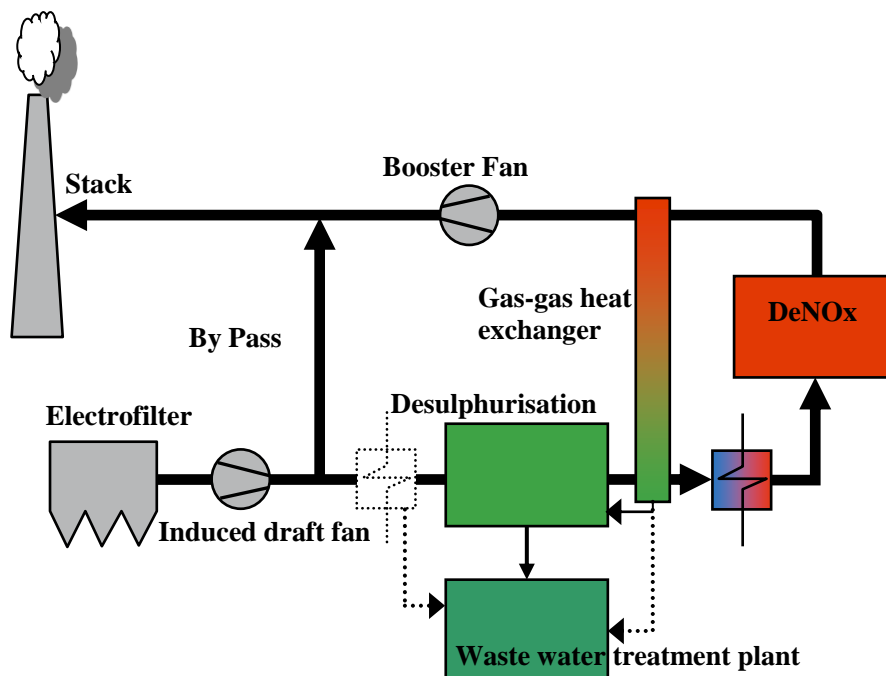 Booster Fan
Stack
Gas-gas heat
exchanger
DeNOx
By Pass
Electrofilter
Desulphurisation
Induced draft fan
Waste water treatment plant